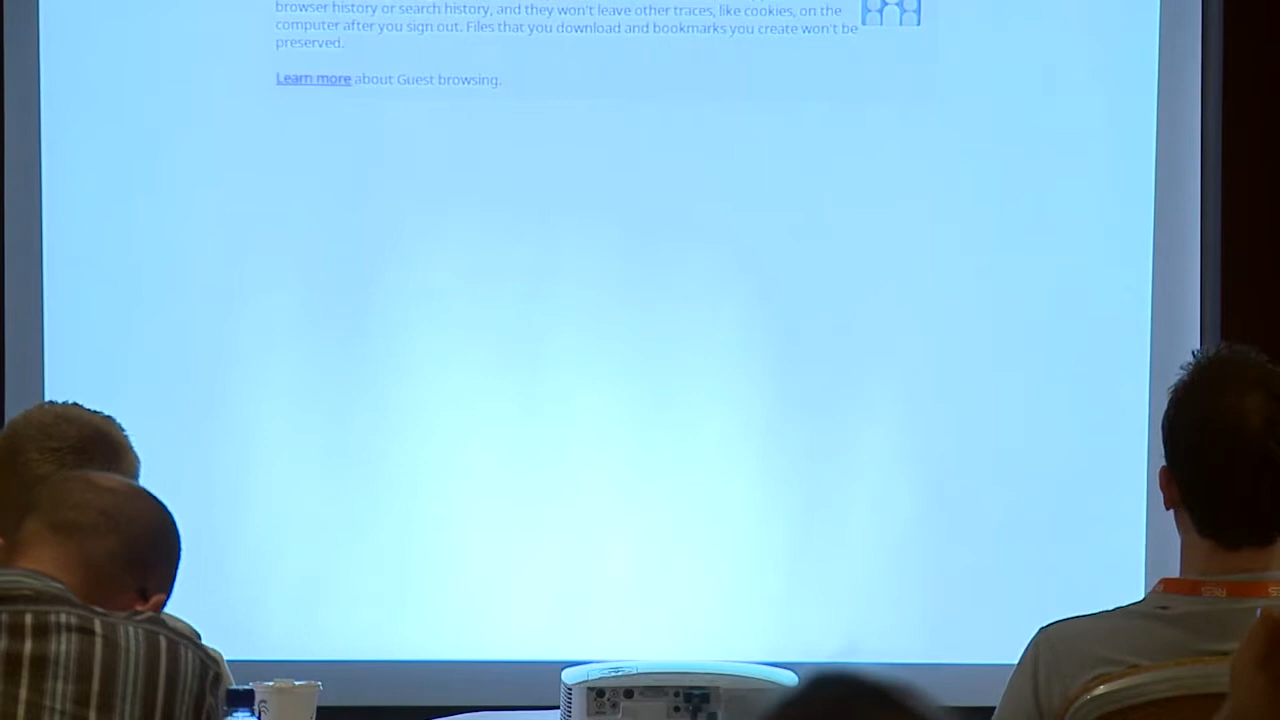 browser history or search history, and they won't leave other traces, like cookies, on the
computer after you sign out. Files that you download and bookmarks you create won't be
preserved.
Learn more about Guest browsing.